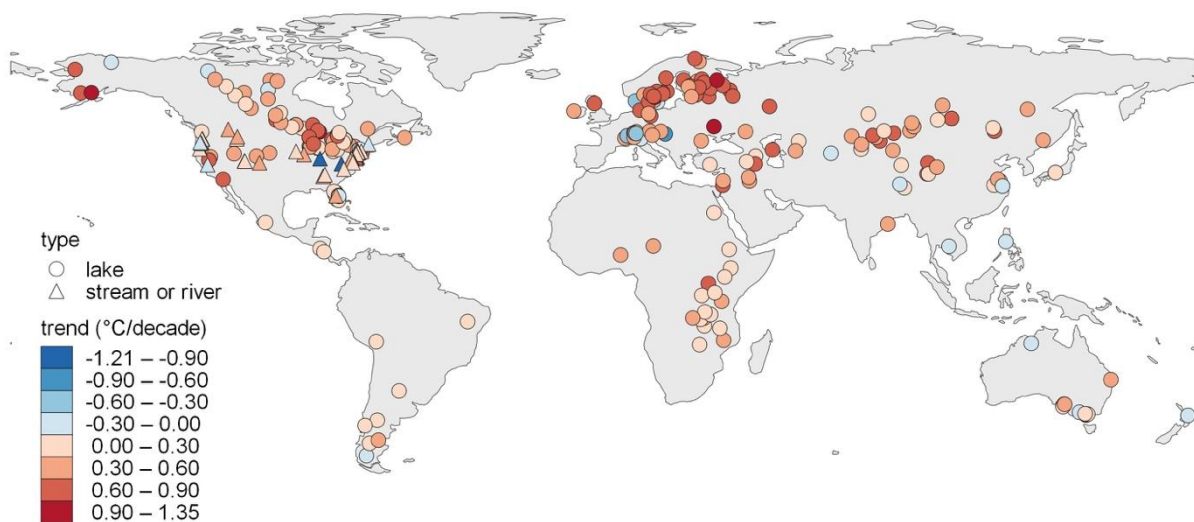 type
lake
stream or river
trend (°C/decade)
-1.21 – -0.90
-0.90 – -0.60
-0.60 – -0.30
-0.30 – 0.00
0.00 – 0.30
0.30 – 0.60
0.60 – 0.90
0.90 – 1.35